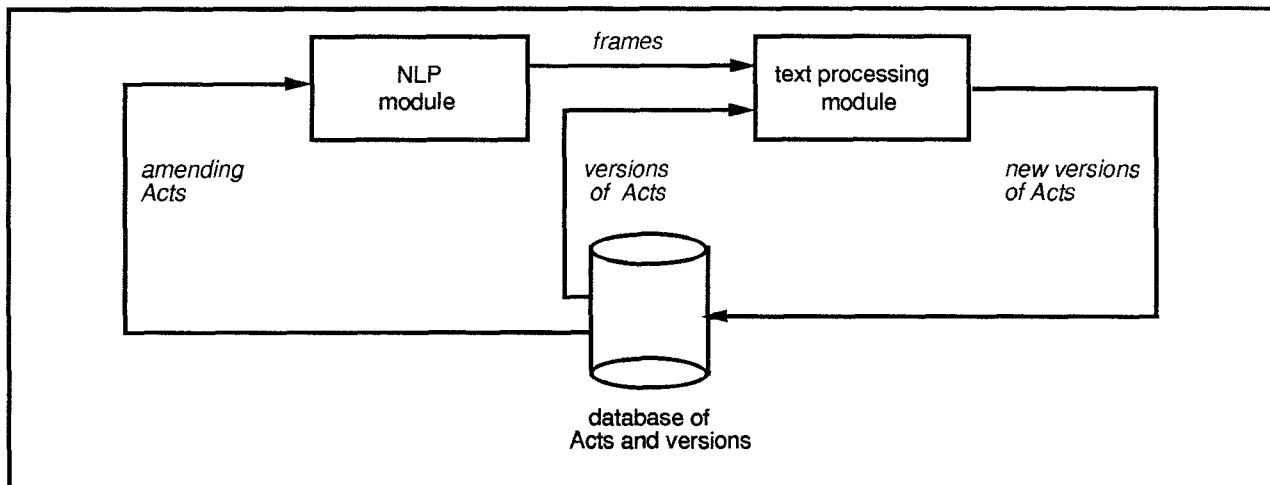 frames
NLP
module
text processing
module
amending
Acts
versions
of Acts
new versions
of Acts
database of
Acts and versions